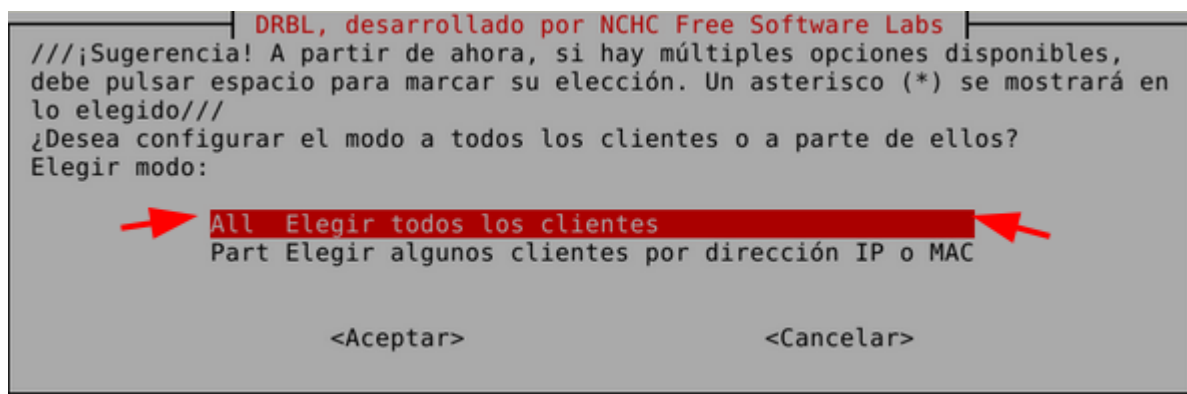 DRBL, desarrollado por NCHC Free Software Labs
///¡Sugerencia! A partir de ahora, si hay múltiples opciones disponibles,
debe pulsar espacio para marcar su elección. Un asterisco (*) se mostrará en
lo elegido///
¿Desea configurar el modo a todos los clientes o a parte de ellos?
Elegir modo:
All Elegir todos los clientes
Part Elegir algunos clientes por dirección IP o MAC
<Aceptar> <Cancelar>